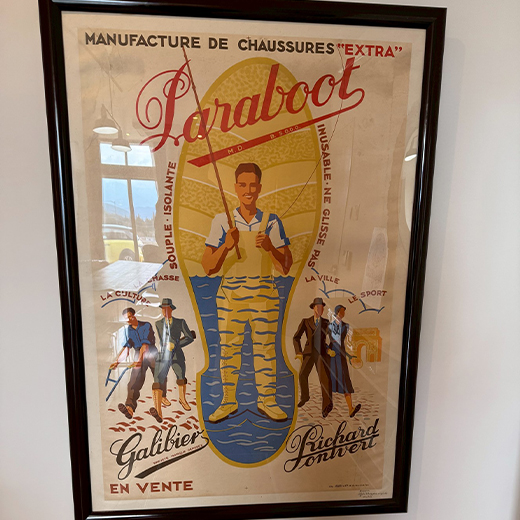 MANUFACTURE DE CHAUSSURES "EXTRA"
Paraboot
M.D.
SOUPLE · ISOLANTE
INUSABLE · NE GLISSE PAS
LA CULTURE
CHASSE
LA VILLE
LE SPORT
Galibier
Richard
Pontvert
EN VENTE